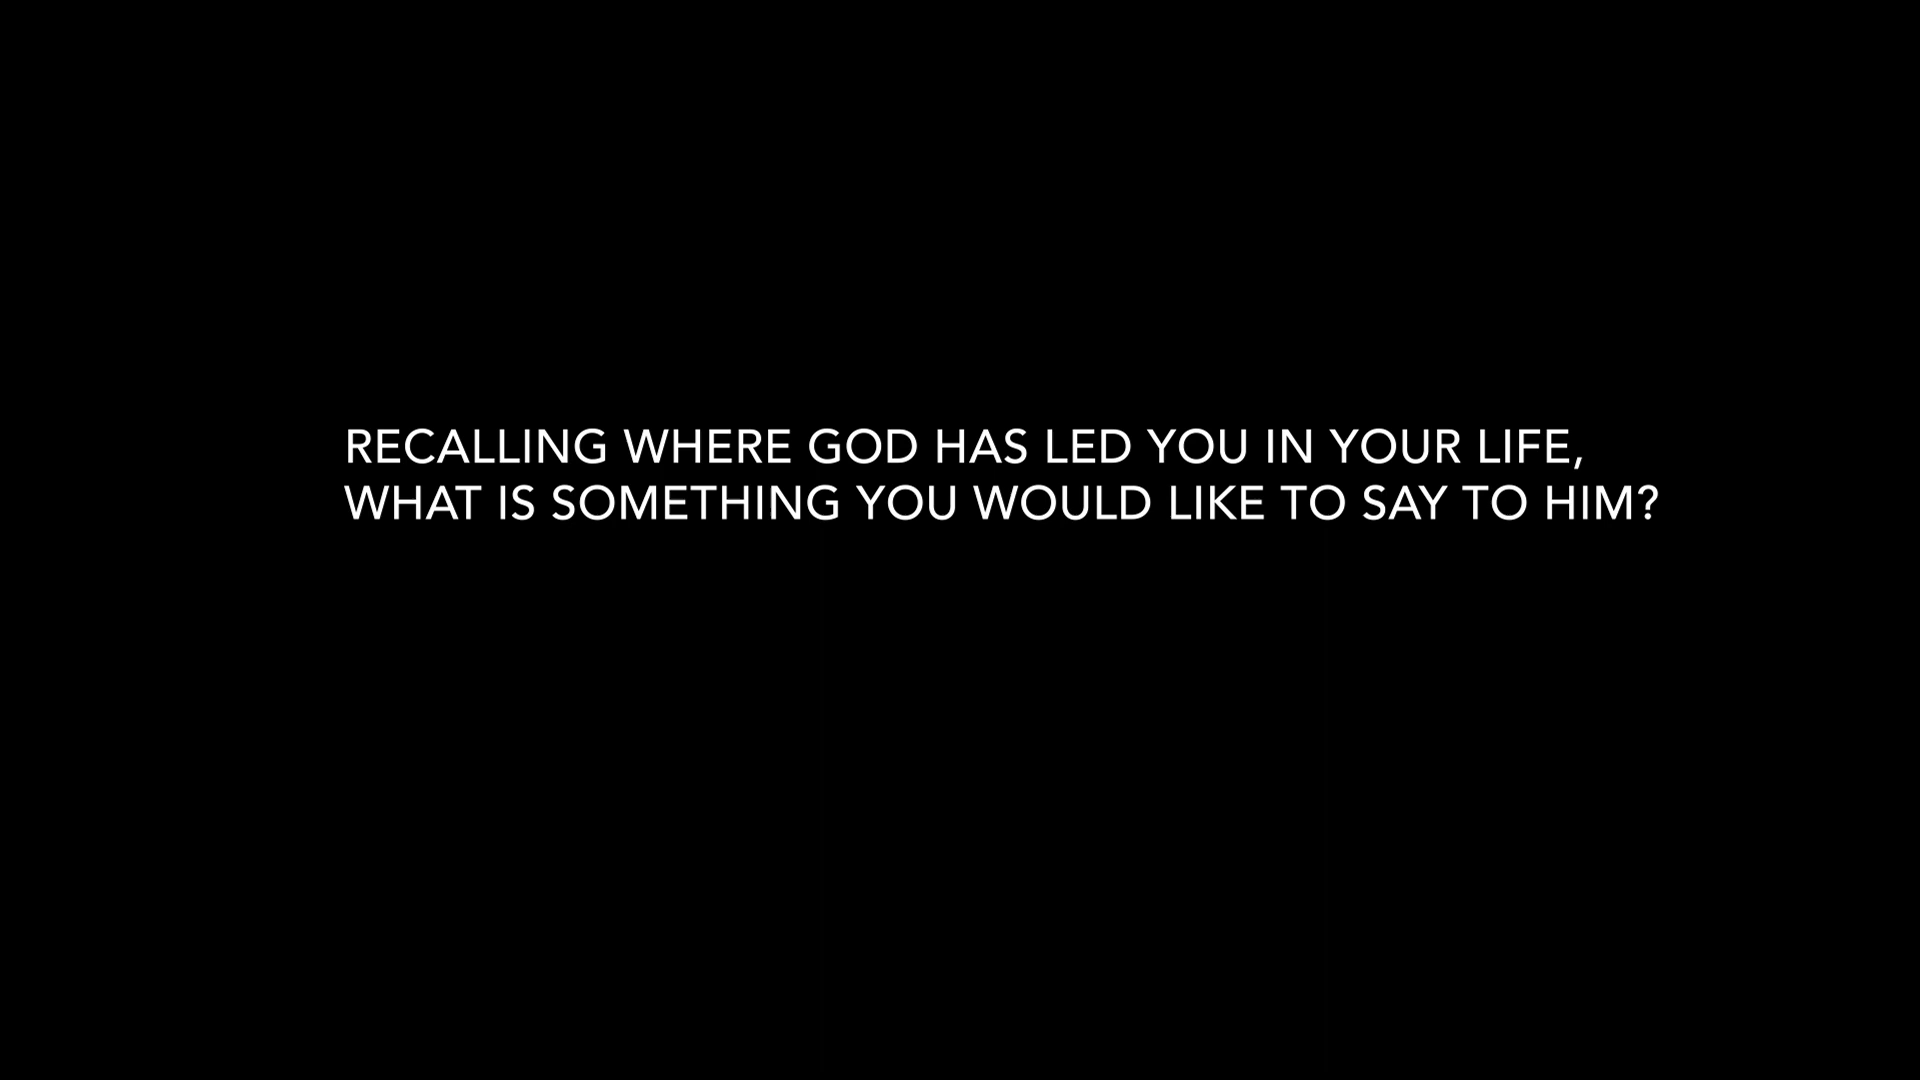 RECALLING WHERE GOD HAS LED YOU IN YOUR LIFE,
WHAT IS SOMETHING YOU WOULD LIKE TO SAY TO HIM?